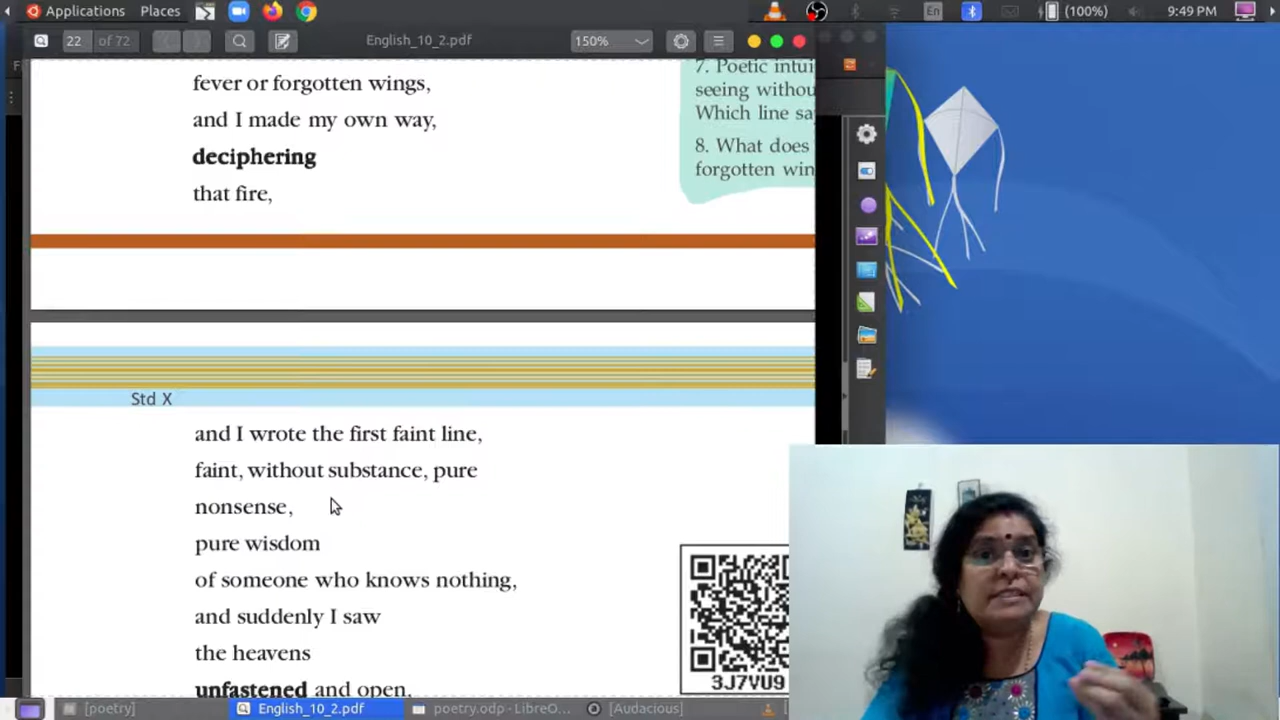 Applications Places En (100%) 9:49 PM
22 of 72 English_10_2.pdf 150%
fever or forgotten wings,
and I made my own way,
deciphering
that fire,
7. Poetic intui
seeing withou
Which line sa
8. What does
forgotten win
Std X
and I wrote the first faint line,
faint, without substance, pure
nonsense,
pure wisdom
of someone who knows nothing,
and suddenly I saw
the heavens
unfastened and open,
3J7VU9
[poetry] English_10_2.pdf poetry.odp - LibreO... [Audacious]